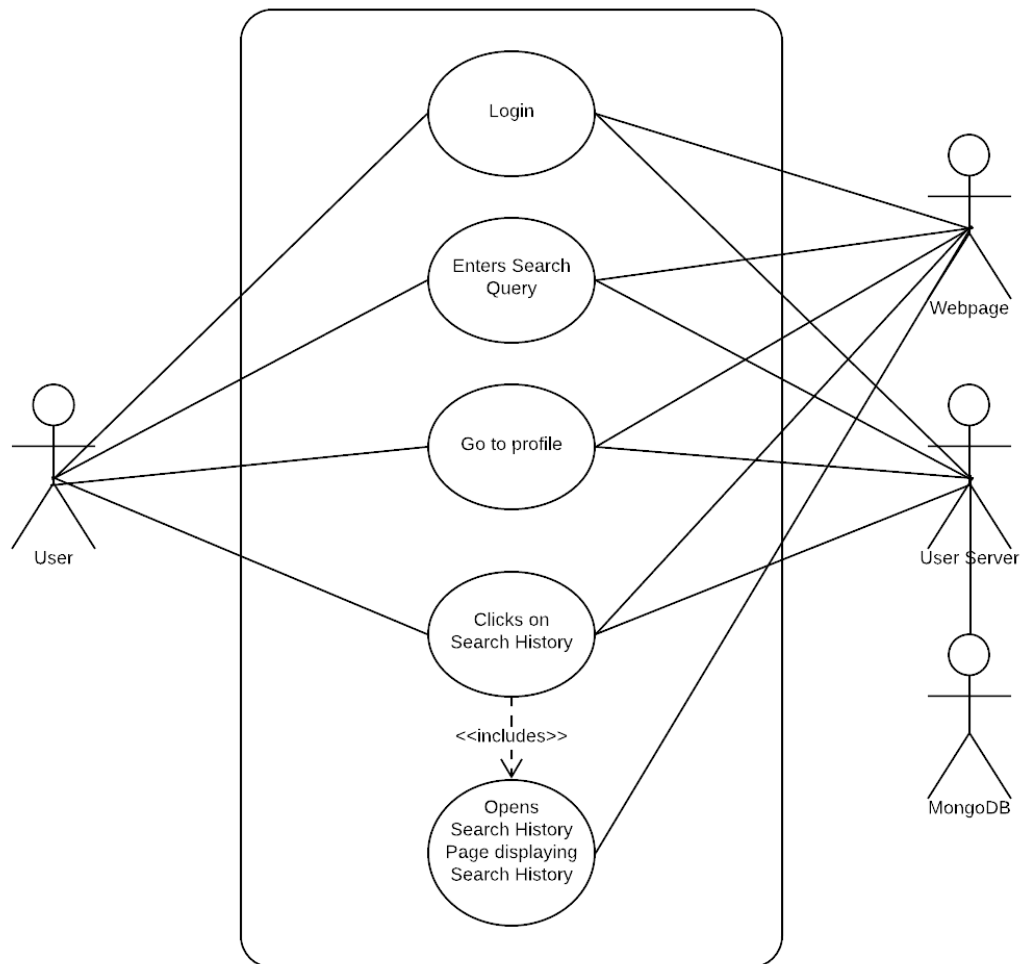 Login
Webpage
Enters Search
Query
Go to profile
User
User Server
Clicks on
Search History
<<includes>>
MongoDB
Opens
Search History
Page displaying
Search History